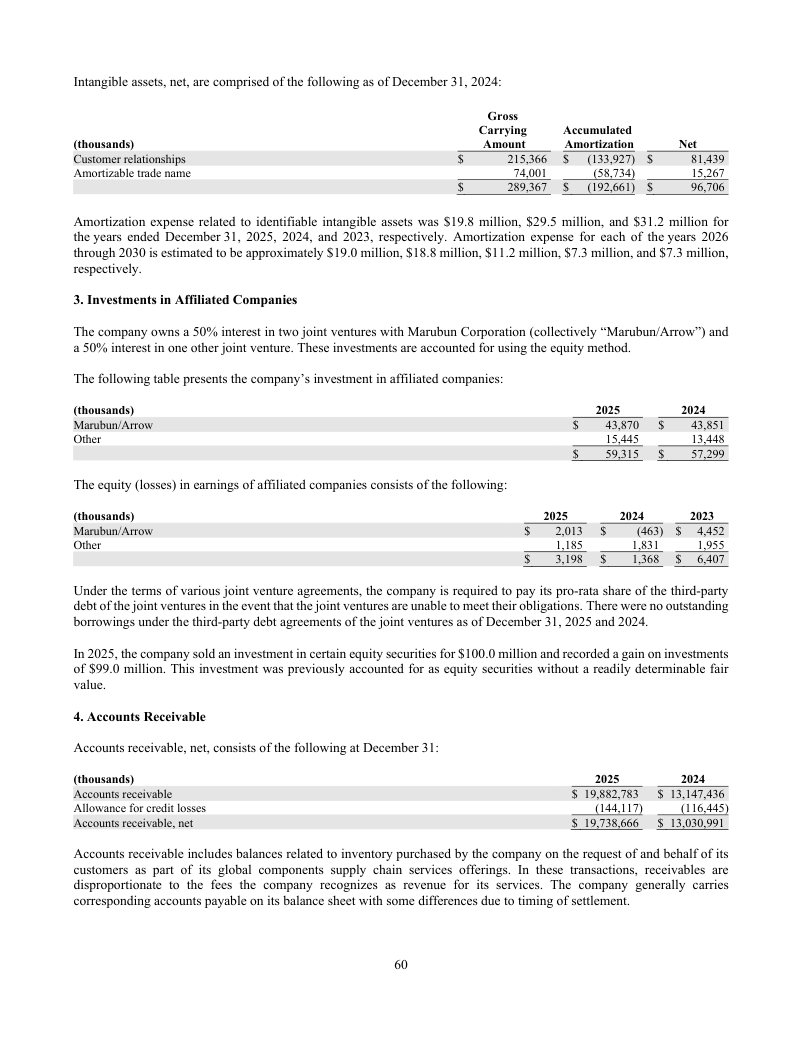 Intangible assets, net, are comprised of the following as of December 31, 2024:
Gross
Carrying
Amount
Accumulated
Amortization
(thousands) Net
Customer relationships $ 215,366 $ (133,927) $ 81,439
Amortizable trade name 74,001 (58,734) 15,267
$ 289,367 $ (192,661) $ 96,706
Amortization expense related to identifiable intangible assets was $19.8 million, $29.5 million, and $31.2 million for
the years ended December 31, 2025, 2024, and 2023, respectively. Amortization expense for each of the years 2026
through 2030 is estimated to be approximately $19.0 million, $18.8 million, $11.2 million, $7.3 million, and $7.3 million,
respectively.
3. Investments in Affiliated Companies
The company owns a 50% interest in two joint ventures with Marubun Corporation (collectively “Marubun/Arrow”) and
a 50% interest in one other joint venture. These investments are accounted for using the equity method.
The following table presents the company’s investment in affiliated companies:
(thousands) 2025 2024
Marubun/Arrow $ 43,870 $ 43,851
Other 15,445 13,448
$ 59,315 $ 57,299
The equity (losses) in earnings of affiliated companies consists of the following:
(thousands) 2025 2024 2023
Marubun/Arrow $ 2,013 $ (463) $ 4,452
Other 1,185 1,831 1,955
$ 3,198 $ 1,368 $ 6,407
Under the terms of various joint venture agreements, the company is required to pay its pro-rata share of the third-party
debt of the joint ventures in the event that the joint ventures are unable to meet their obligations. There were no outstanding
borrowings under the third-party debt agreements of the joint ventures as of December 31, 2025 and 2024.
In 2025, the company sold an investment in certain equity securities for $100.0 million and recorded a gain on investments
of $99.0 million. This investment was previously accounted for as equity securities without a readily determinable fair
value.
4. Accounts Receivable
Accounts receivable, net, consists of the following at December 31:
(thousands) 2025 2024
Accounts receivable $ 19,882,783 $ 13,147,436
Allowance for credit losses (144,117) (116,445)
Accounts receivable, net $ 19,738,666 $ 13,030,991
Accounts receivable includes balances related to inventory purchased by the company on the request of and behalf of its
customers as part of its global components supply chain services offerings. In these transactions, receivables are
disproportionate to the fees the company recognizes as revenue for its services. The company generally carries
corresponding accounts payable on its balance sheet with some differences due to timing of settlement.
60